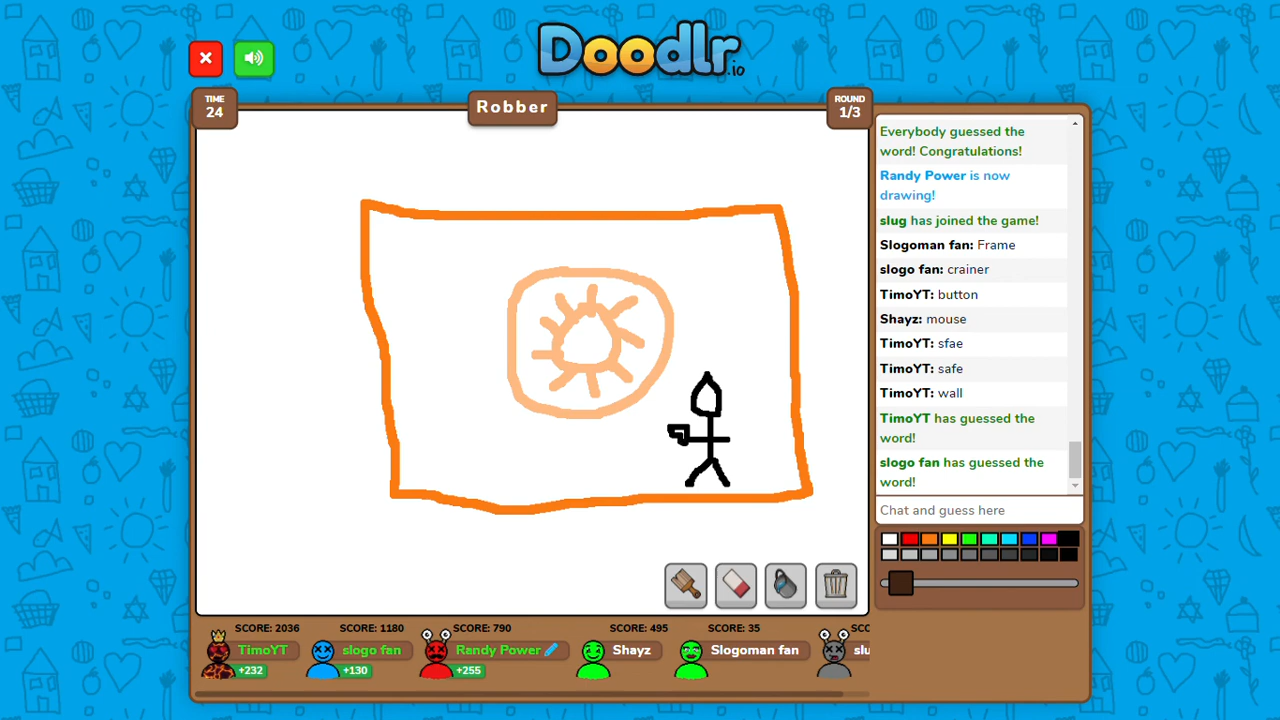 Doodlr.io
TIME
24
Robber
ROUND
1/3
Everybody guessed the
word! Congratulations!
Randy Power is now
drawing!
slug has joined the game!
Slogoman fan: Frame
slogo fan: crainer
TimoYT: button
Shayz: mouse
TimoYT: sfae
TimoYT: safe
TimoYT: wall
TimoYT has guessed the
word!
slogo fan has guessed the
word!
Chat and guess here
SCORE: 2036
TimoYT
+232
SCORE: 1180
slogo fan
+130
SCORE: 790
Randy Power
+255
SCORE: 495
Shayz
SCORE: 35
Slogoman fan
SCO
slu